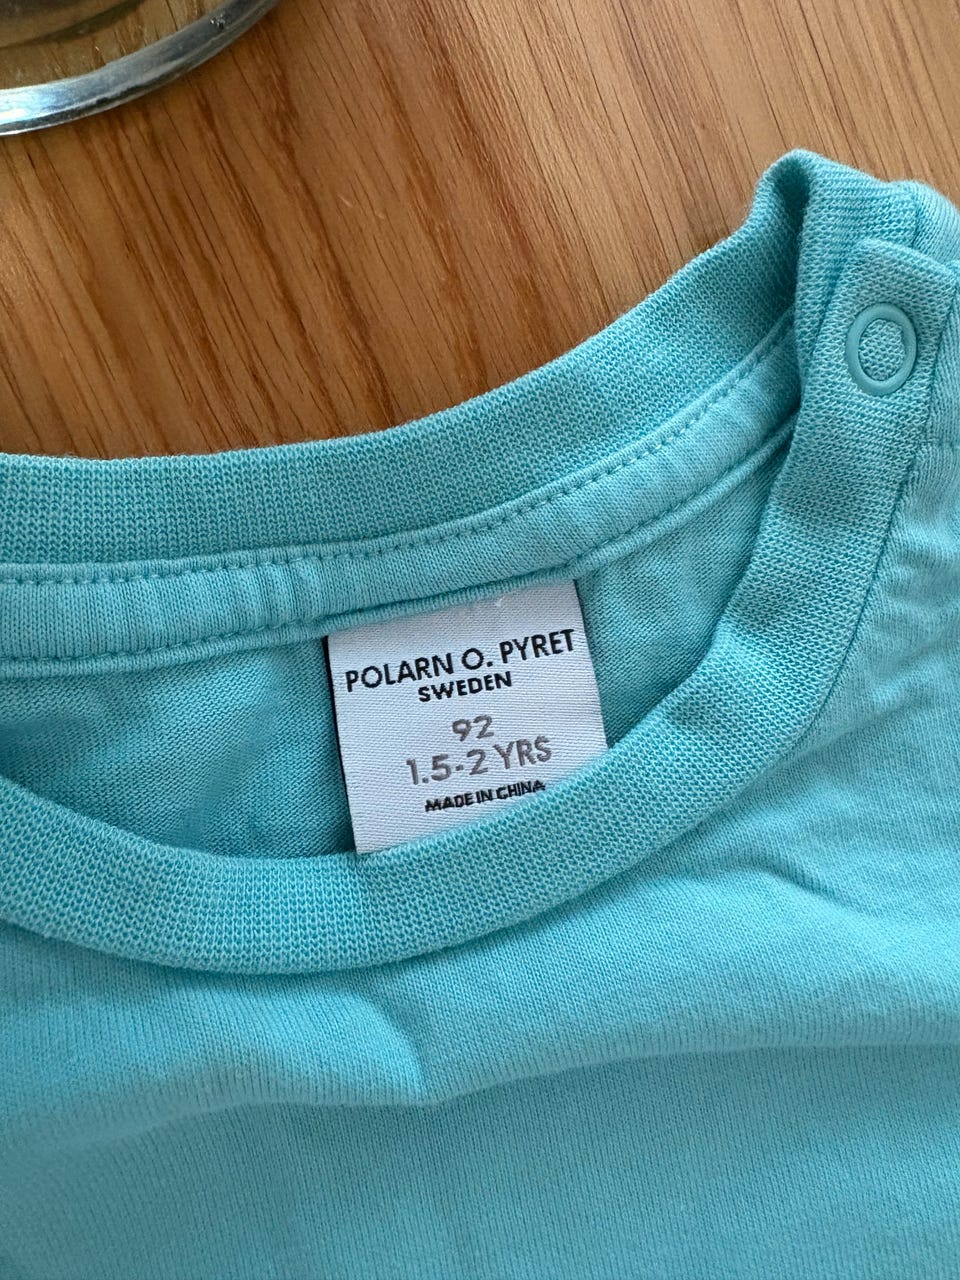 POLARN O. PYRET
SWEDEN
92
1.5-2 YRS
MADE IN CHINA